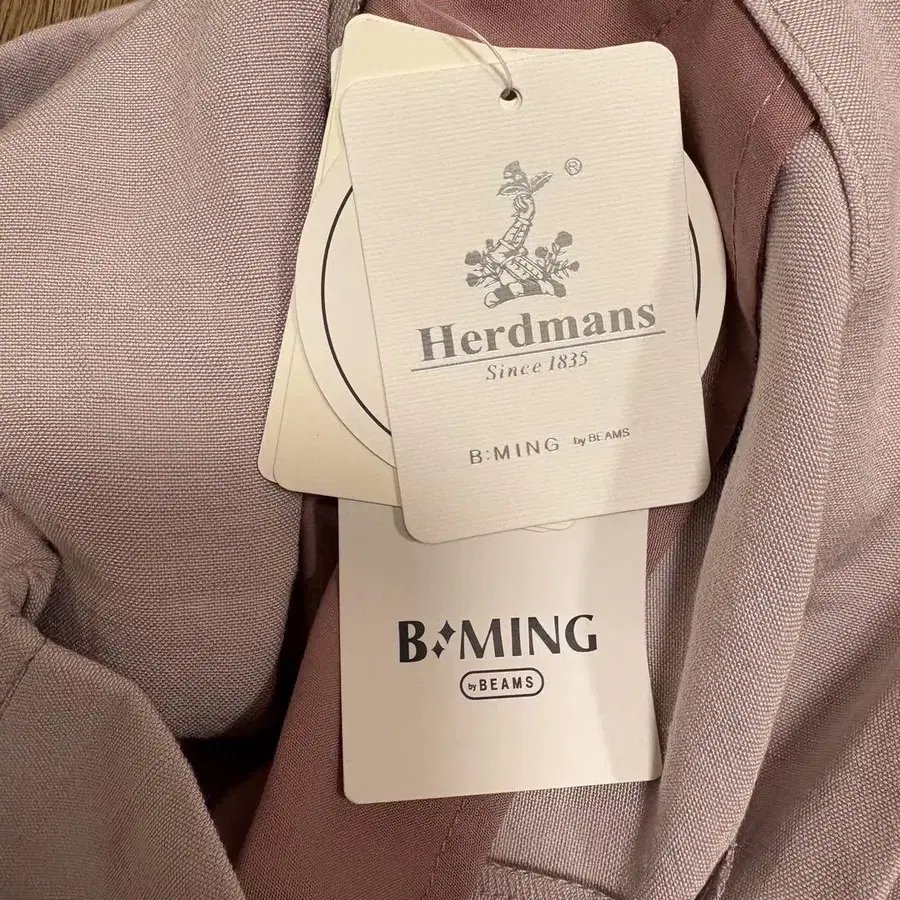 ®
Herdmans
Since 1835
B:MING by BEAMS
B:MING
by BEAMS